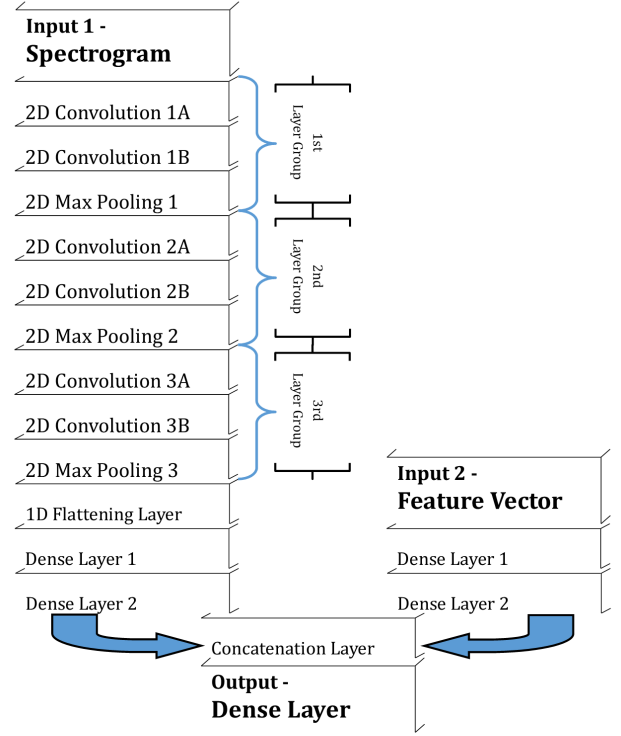 Input 1 -
Spectrogram
2D Convolution 1A
2D Convolution 1B
2D Max Pooling 1
2D Convolution 2A
2D Convolution 2B
2D Max Pooling 2
2D Convolution 3A
2D Convolution 3B
2D Max Pooling 3
1D Flattening Layer
Dense Layer 1
Dense Layer 2
1st
Layer Group
2nd
Layer Group
3rd
Layer Group
Input 2 -
Feature Vector
Dense Layer 1
Dense Layer 2
Concatenation Layer
Output -
Dense Layer